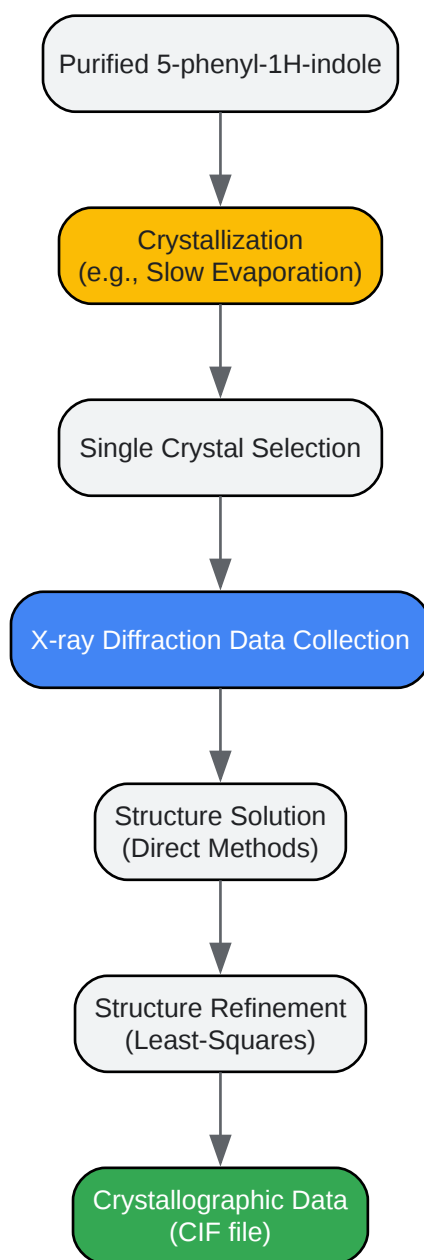 Purified 5-phenyl-1H-indole
Crystallization
(e.g., Slow Evaporation)
Single Crystal Selection
X-ray Diffraction Data Collection
Structure Solution
(Direct Methods)
Structure Refinement
(Least-Squares)
Crystallographic Data
(CIF file)